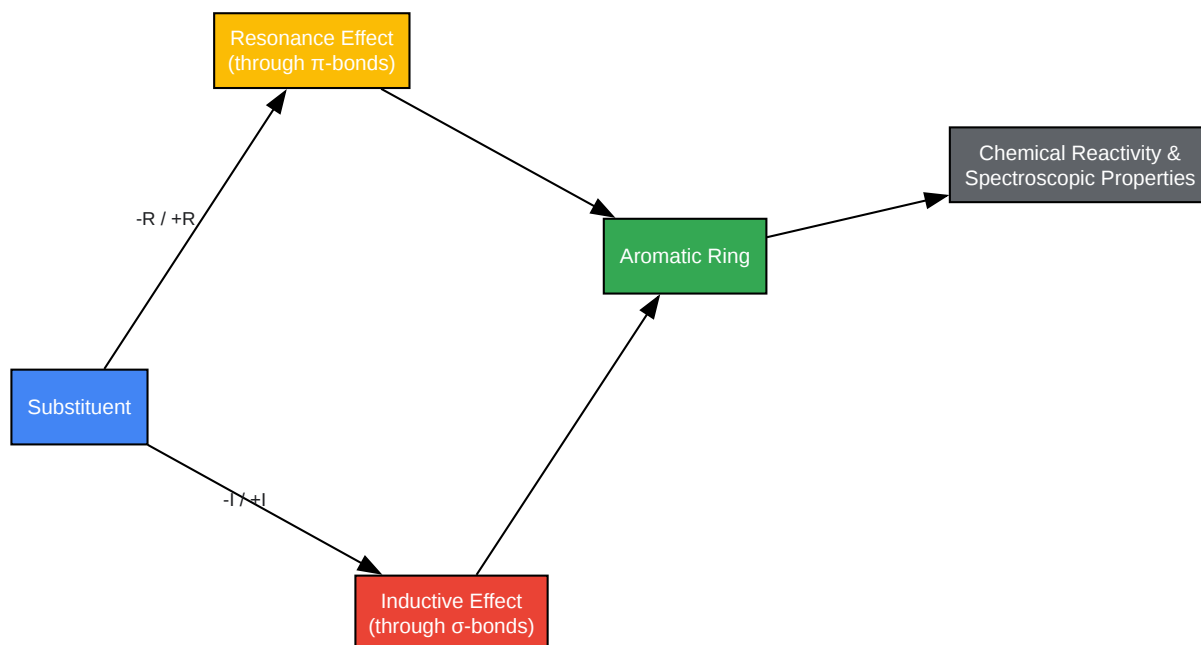 Resonance Effect
(through π-bonds)
Chemical Reactivity &
Spectroscopic Properties
-R / +R
Aromatic Ring
Substituent
-I / +I
Inductive Effect
(through σ-bonds)